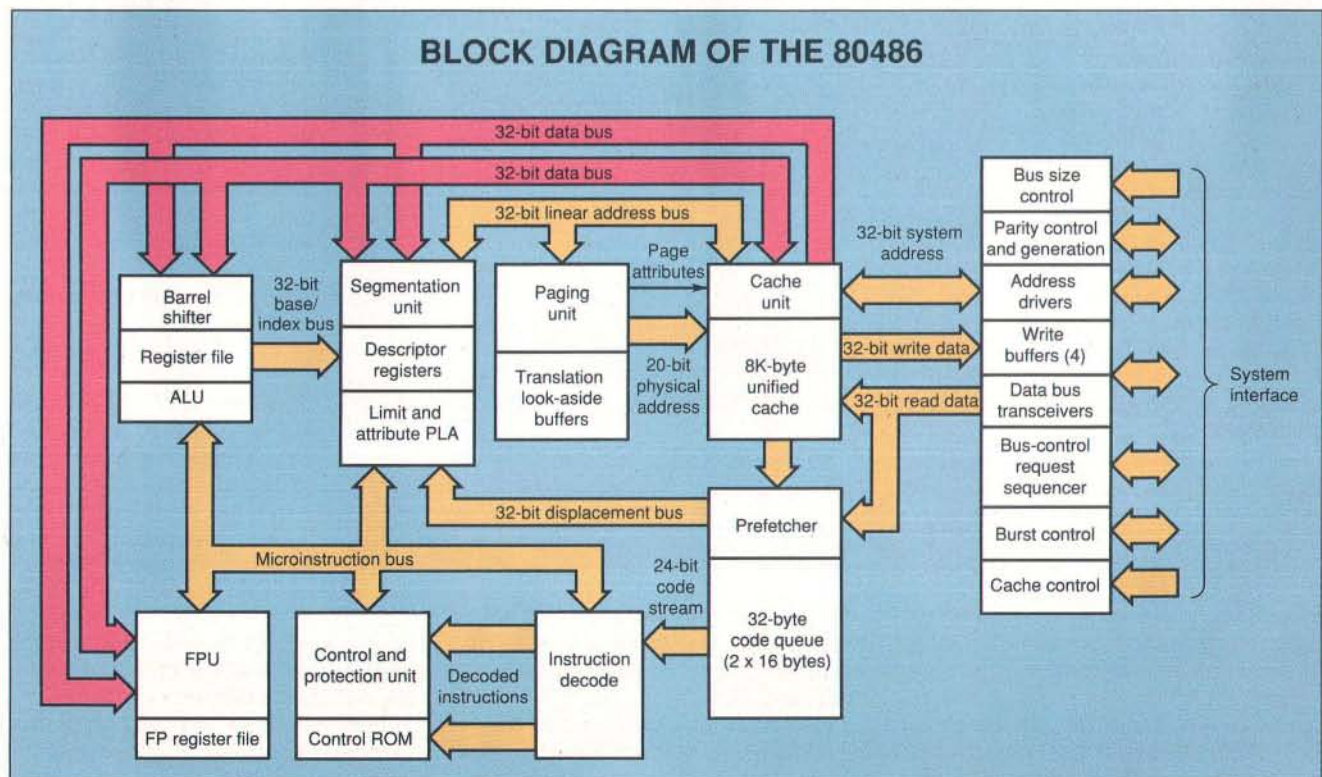 BLOCK DIAGRAM OF THE 80486
32-bit data bus
32-bit data bus
32-bit linear address bus
Barrel
shifter
Register file
ALU
32-bit
base/
index bus
Segmentation
unit
Descriptor
registers
Limit and
attribute PLA
Paging
unit
Translation
look-aside
buffers
Page
attributes
20-bit
physical
address
Cache
unit
8K-byte
unified
cache
32-bit system
address
32-bit write data
32-bit read data
Bus size
control
Parity control
and generation
Address
drivers
Write
buffers (4)
Data bus
transceivers
Bus-control
request
sequencer
Burst control
Cache control
System
interface
32-bit displacement bus
Microinstruction bus
Prefetcher
32-byte
code queue
(2 x 16 bytes)
24-bit
code
stream
FPU
FP register file
Control and
protection unit
Control ROM
Decoded
instructions
Instruction
decode